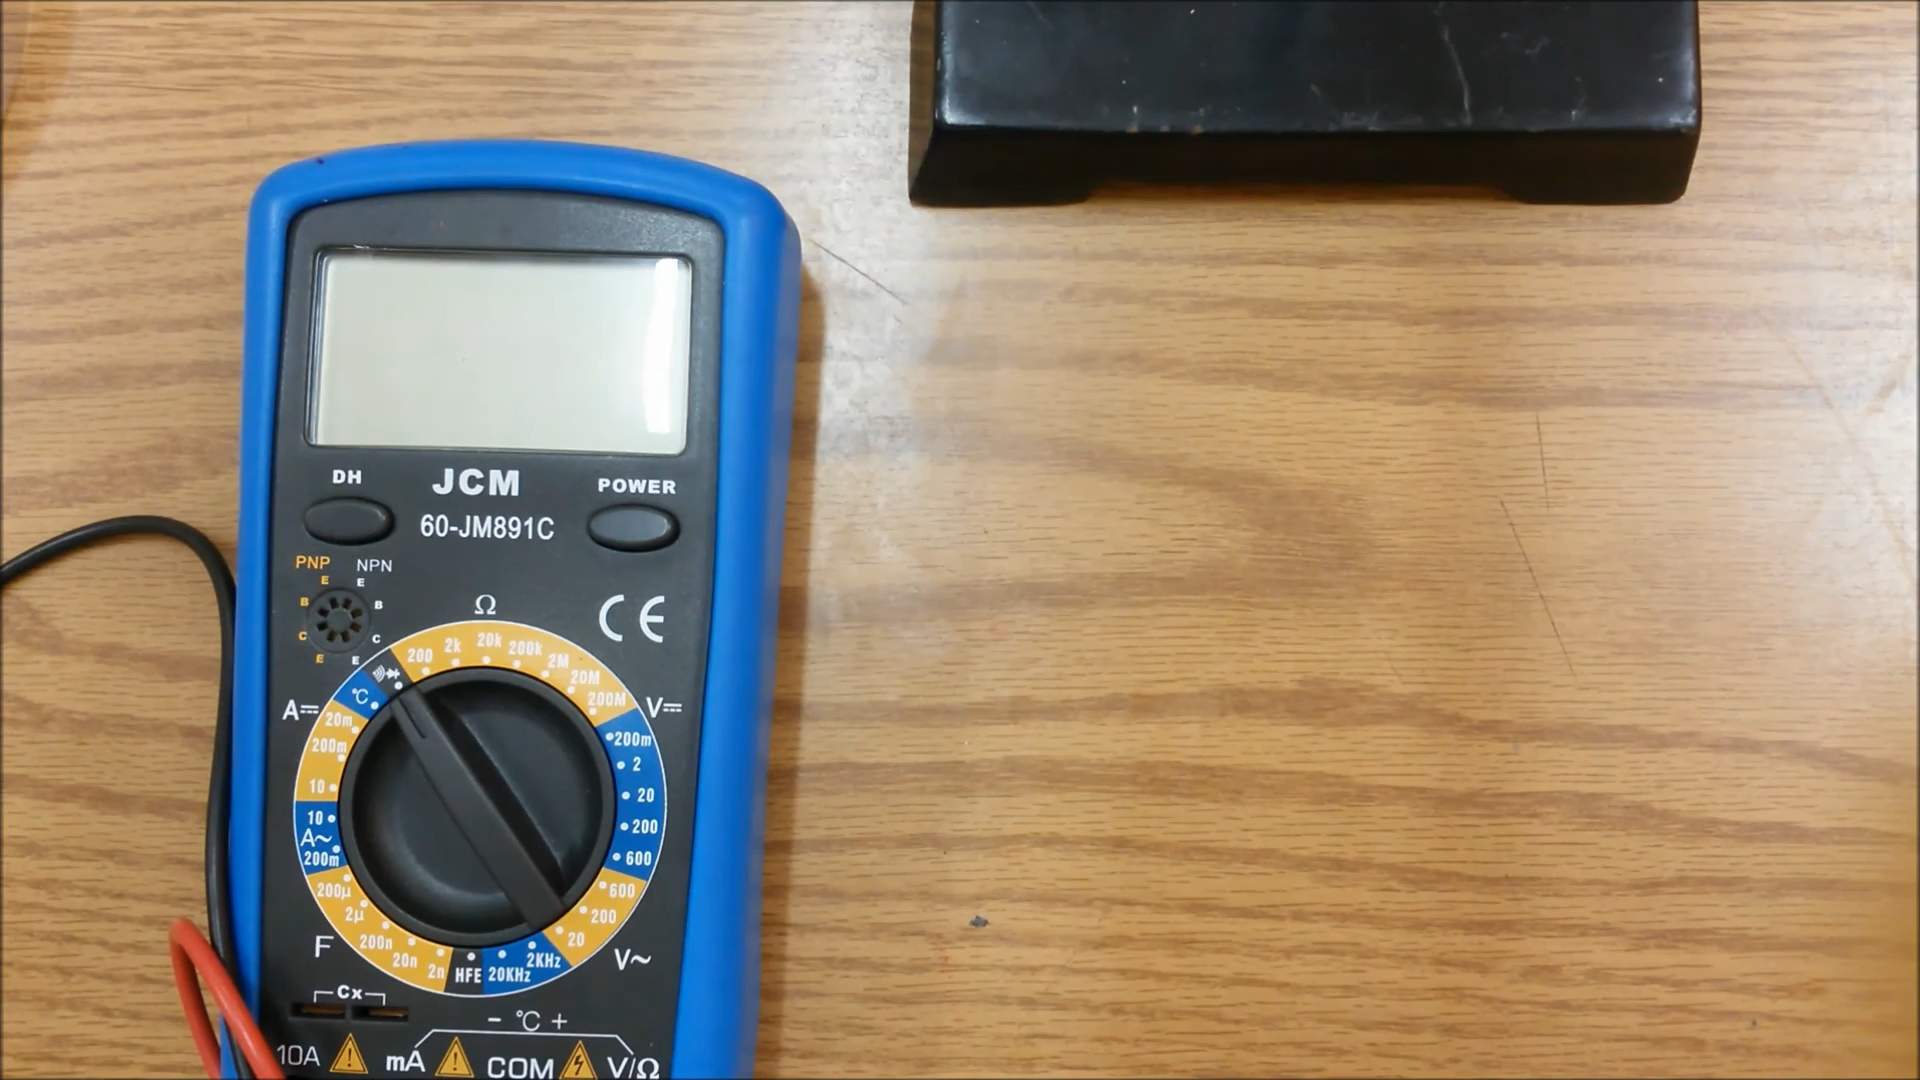 DH JCM POWER
60-JM891C
PNP NPN
E E
B B
C C
E E
Ω
200 2k 20k 200k 2M 20M 200M
V⎓
200m
2
20
200
600
600
200
20
V~
2KHz
20KHz
HFE
2n
20n
200n
2µ
200µ
F
200m
A~
10
10
200m
20m
A⎓
°C
CE
Cx
- °C +
10A mA COM V/Ω